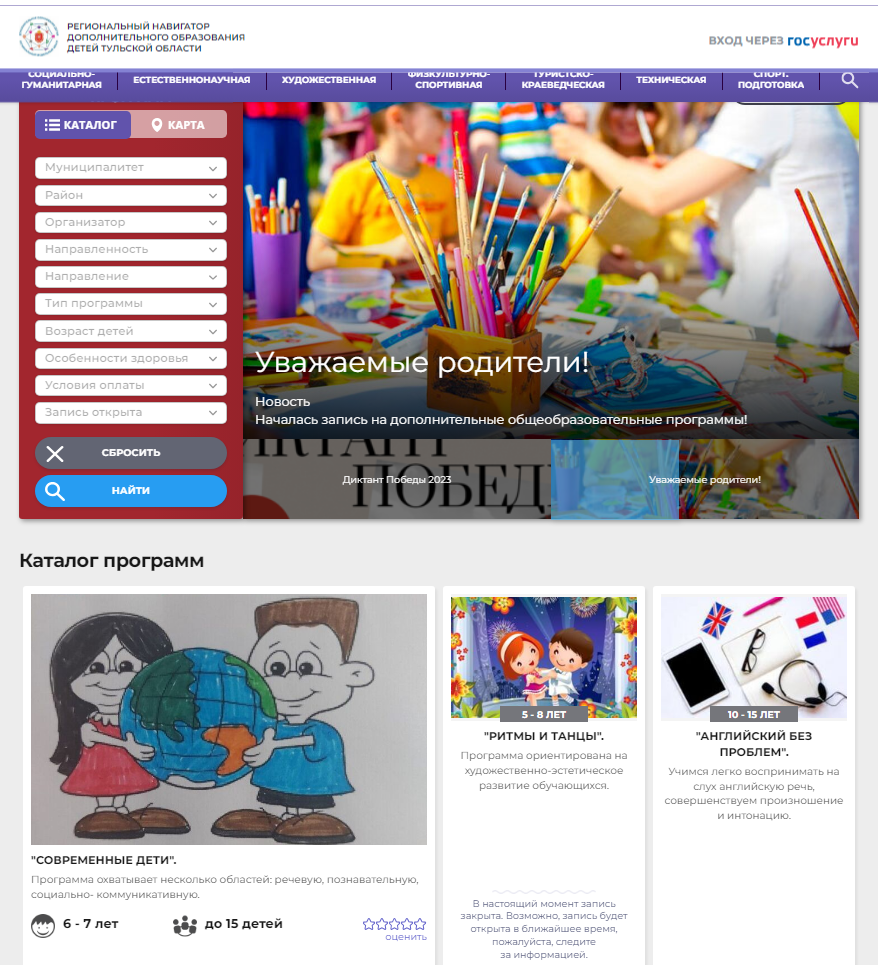 РЕГИОНАЛЬНЫЙ НАВИГАТОР
ДОПОЛНИТЕЛЬНОГО ОБРАЗОВАНИЯ
ДЕТЕЙ ТУЛЬСКОЙ ОБЛАСТИ
ВХОД ЧЕРЕЗ госуслуги
СОЦИАЛЬНО-
ГУМАНИТАРНАЯ
ЕСТЕСТВЕННОНАУЧНАЯ
ХУДОЖЕСТВЕННАЯ
ФИЗКУЛЬТУРНО-
СПОРТИВНАЯ
ТУРИСТСКО-
КРАЕВЕДЧЕСКАЯ
ТЕХНИЧЕСКАЯ
СПОРТ.
ПОДГОТОВКА
КАТАЛОГ
КАРТА
Муниципалитет
Район
Организатор
Направленность
Направление
Тип программы
Возраст детей
Особенности здоровья
Условия оплаты
Запись открыта
СБРОСИТЬ
НАЙТИ
Уважаемые родители!
Новость
Началась запись на дополнительные общеобразовательные программы!
Диктант Победы 2023
Уважаемые родители!
Каталог программ
"СОВРЕМЕННЫЕ ДЕТИ".
Программа охватывает несколько областей: речевую, познавательную,
социально- коммуникативную.
6 - 7 лет
до 15 детей
оценить
5 - 8 ЛЕТ
"РИТМЫ И ТАНЦЫ".
Программа ориентирована на
художественно-эстетическое
развитие обучающихся.
В настоящий момент запись
закрыта. Возможно, запись будет
открыта в ближайшее время,
пожалуйста, следите
за информацией.
10 - 15 ЛЕТ
"АНГЛИЙСКИЙ БЕЗ
ПРОБЛЕМ".
Учимся легко воспринимать на
слух английскую речь,
совершенствуем произношение
и интонацию.